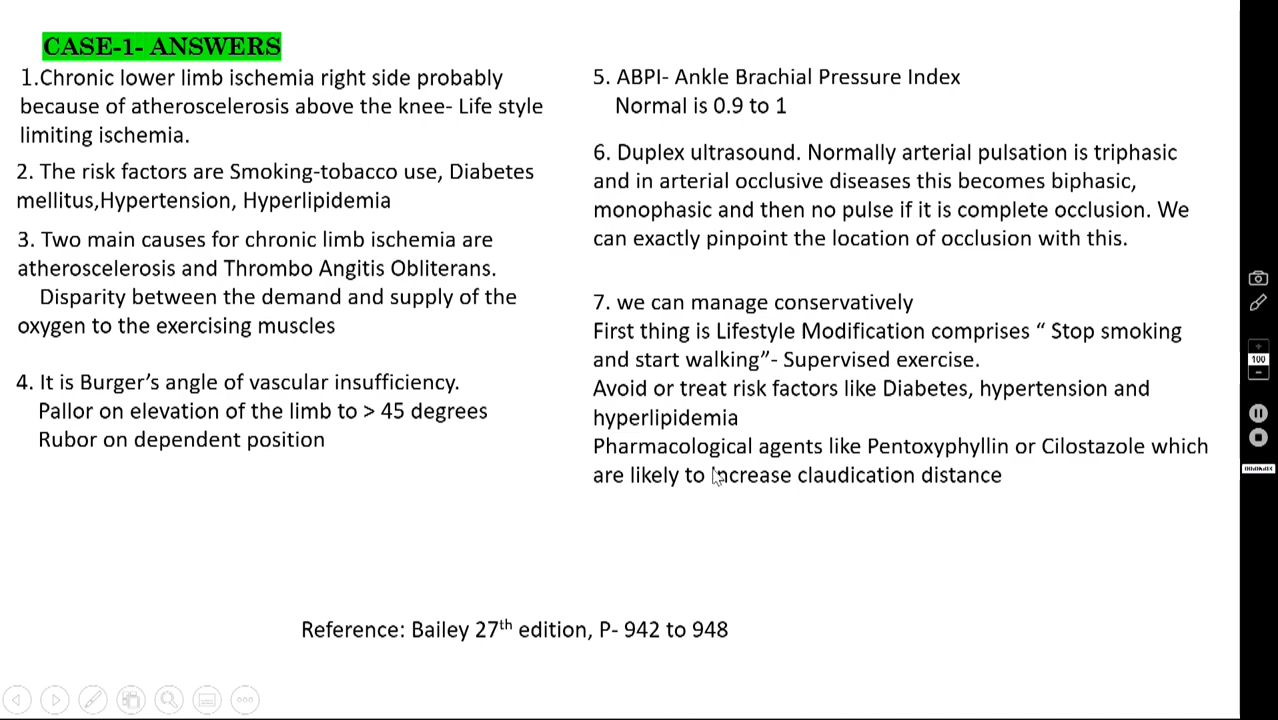 CASE-1- ANSWERS
1.Chronic lower limb ischemia right side probably
because of atheroscelerosis above the knee- Life style
limiting ischemia.
2. The risk factors are Smoking-tobacco use, Diabetes
mellitus,Hypertension, Hyperlipidemia
3. Two main causes for chronic limb ischemia are
atheroscelerosis and Thrombo Angitis Obliterans.
Disparity between the demand and supply of the
oxygen to the exercising muscles
4. It is Burger's angle of vascular insufficiency.
Pallor on elevation of the limb to > 45 degrees
Rubor on dependent position
5. ABPI- Ankle Brachial Pressure Index
Normal is 0.9 to 1
6. Duplex ultrasound. Normally arterial pulsation is triphasic
and in arterial occlusive diseases this becomes biphasic,
monophasic and then no pulse if it is complete occlusion. We
can exactly pinpoint the location of occlusion with this.
7. we can manage conservatively
First thing is Lifestyle Modification comprises “ Stop smoking
and start walking”- Supervised exercise.
Avoid or treat risk factors like Diabetes, hypertension and
hyperlipidemia
Pharmacological agents like Pentoxyphyllin or Cilostazole which
are likely to increase claudication distance
Reference: Bailey 27th edition, P- 942 to 948
100